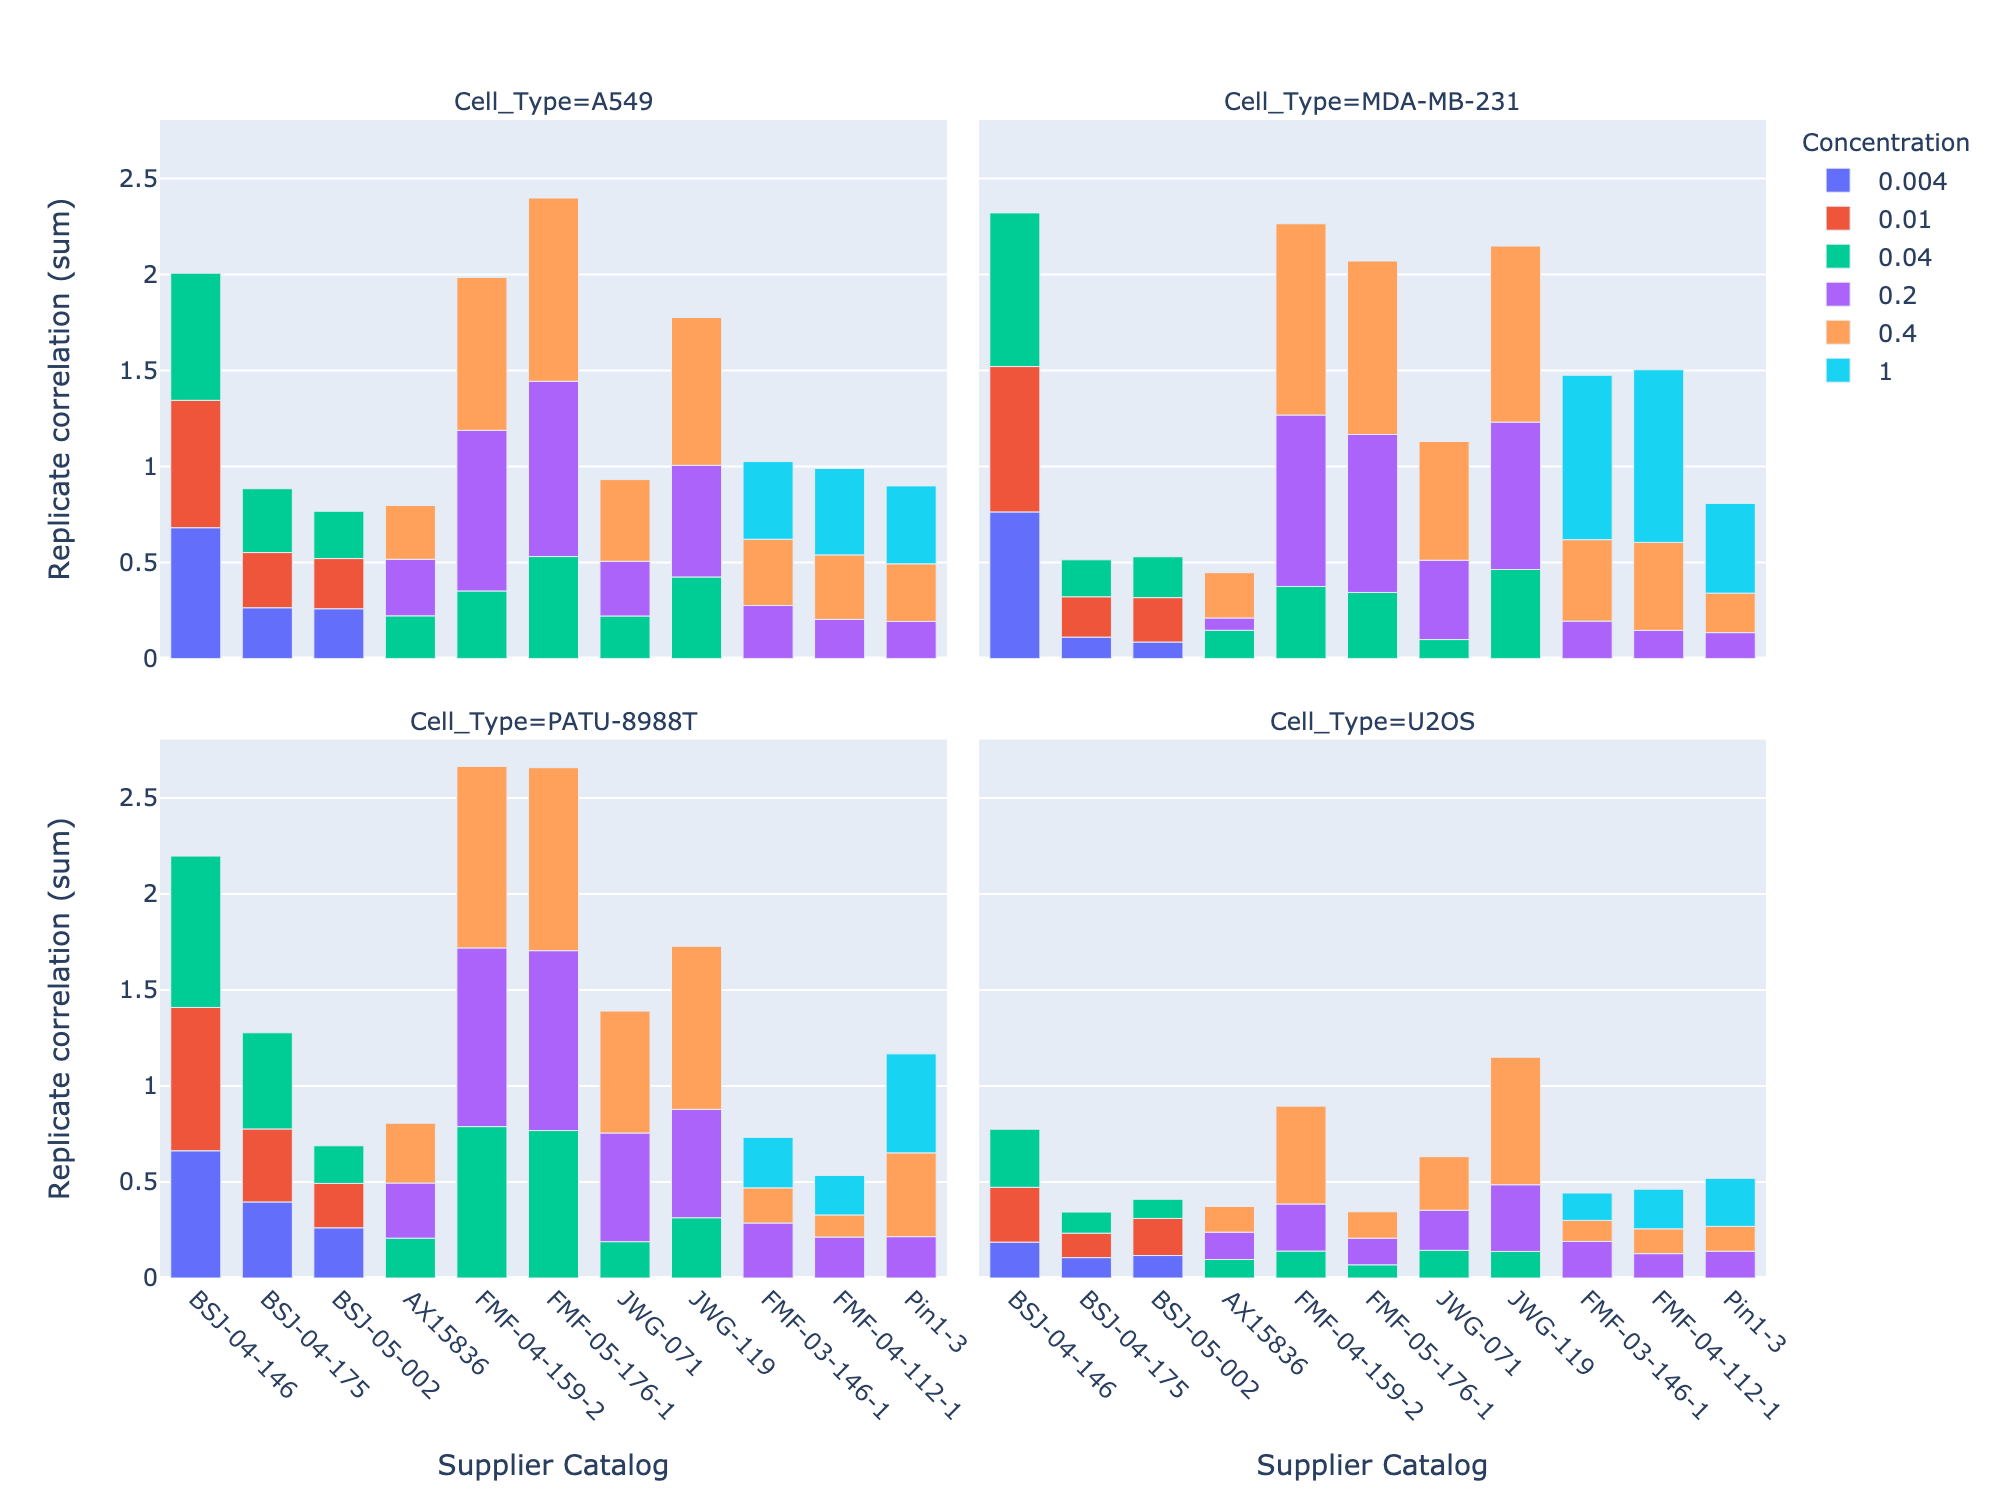 Cell_Type=A549
Cell_Type=MDA-MB-231
Concentration
0.004
0.01
0.04
0.2
0.4
1
Replicate correlation (sum)
2.5
2
1.5
1
0.5
0
Cell_Type=PATU-8988T
Cell_Type=U2OS
Replicate correlation (sum)
2.5
2
1.5
1
0.5
0
BSJ-04-146
BSJ-04-175
BSJ-05-002
AX15836
FMF-04-159-2
FMF-05-176-1
JWG-071
JWG-119
FMF-03-146-1
FMF-04-112-1
Pin1-3
BSJ-04-146
BSJ-04-175
BSJ-05-002
AX15836
FMF-04-159-2
FMF-05-176-1
JWG-071
JWG-119
FMF-03-146-1
FMF-04-112-1
Pin1-3
Supplier Catalog
Supplier Catalog